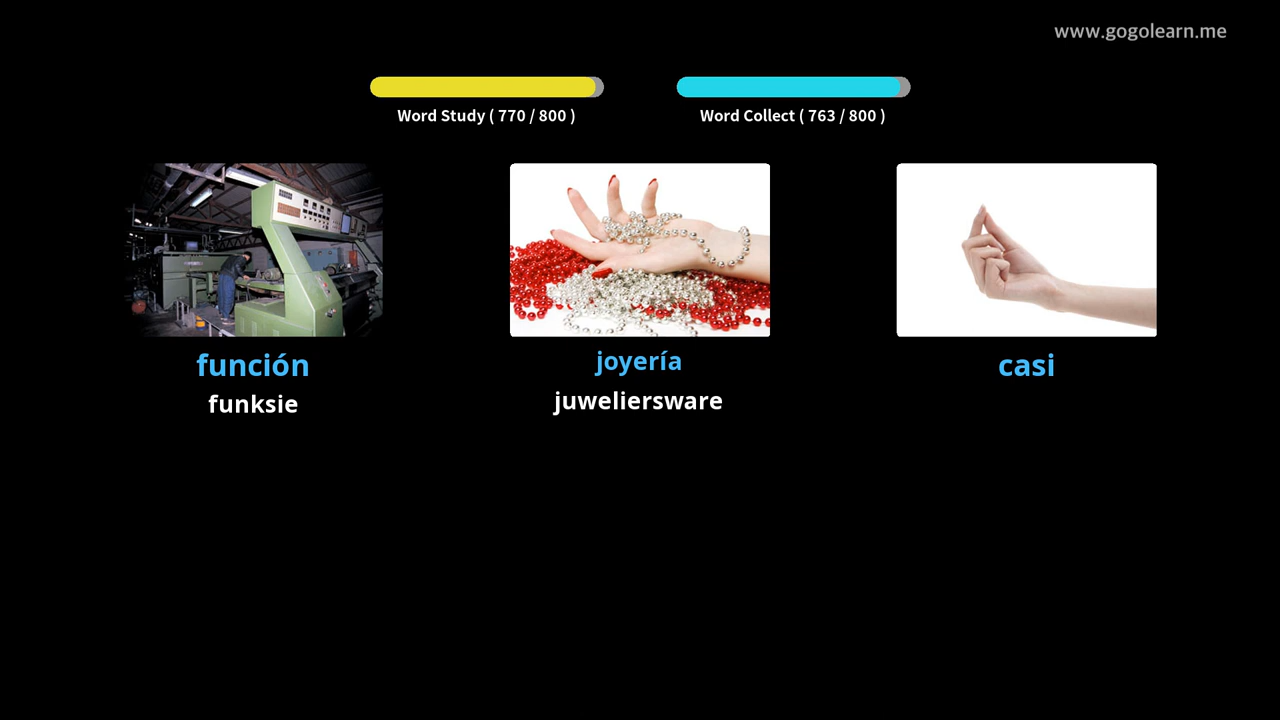 www.gogolearn.me
Word Study ( 770 / 800 )
Word Collect ( 763 / 800 )
función
funksie
joyería
juweliersware
casi